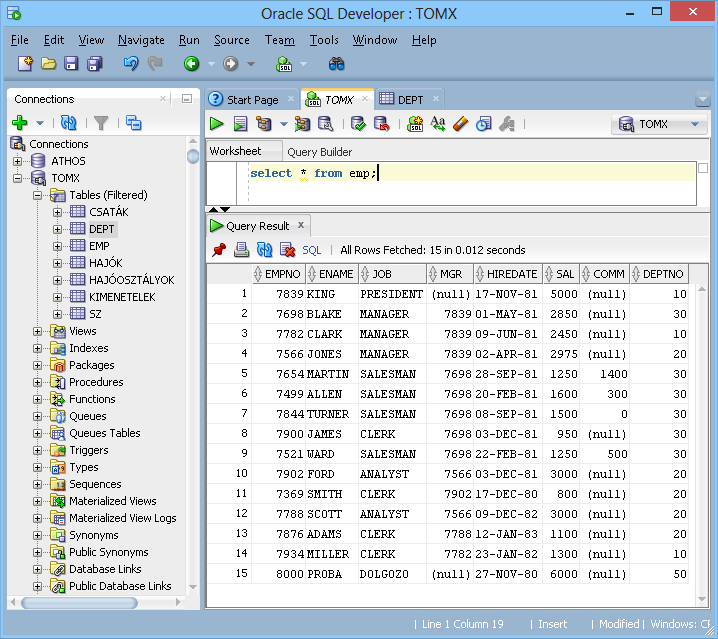 Oracle SQL Developer : TOMX
File Edit View Navigate Run Source Team Tools Window Help
Connections
Connections
ATHOS
TOMX
Tables (Filtered)
CSATÁK
DEPT
EMP
HAJÓK
HAJÓOSZTÁLYOK
KIMENETELEK
SZ
Views
Indexes
Packages
Procedures
Functions
Queues
Queues Tables
Triggers
Types
Sequences
Materialized Views
Materialized View Logs
Synonyms
Public Synonyms
Database Links
Public Database Links
Start Page TOMX DEPT
TOMX
Worksheet Query Builder
select * from emp;
Query Result
SQL | All Rows Fetched: 15 in 0.012 seconds
EMPNO ENAME JOB MGR HIREDATE SAL COMM DEPTNO
1 7839 KING PRESIDENT (null) 17-NOV-81 5000 (null) 10
2 7698 BLAKE MANAGER 7839 01-MAY-81 2850 (null) 30
3 7782 CLARK MANAGER 7839 09-JUN-81 2450 (null) 10
4 7566 JONES MANAGER 7839 02-APR-81 2975 (null) 20
5 7654 MARTIN SALESMAN 7698 28-SEP-81 1250 1400 30
6 7499 ALLEN SALESMAN 7698 20-FEB-81 1600 300 30
7 7844 TURNER SALESMAN 7698 08-SEP-81 1500 0 30
8 7900 JAMES CLERK 7698 03-DEC-81 950 (null) 30
9 7521 WARD SALESMAN 7698 22-FEB-81 1250 500 30
10 7902 FORD ANALYST 7566 03-DEC-81 3000 (null) 20
11 7369 SMITH CLERK 7902 17-DEC-80 800 (null) 20
12 7788 SCOTT ANALYST 7566 09-DEC-82 3000 (null) 20
13 7876 ADAMS CLERK 7788 12-JAN-83 1100 (null) 20
14 7934 MILLER CLERK 7782 23-JAN-82 1300 (null) 10
15 8000 PROBA DOLGOZO (null) 27-NOV-80 6000 (null) 50
| Line 1 Column 19 | Insert | Modified | Windows: